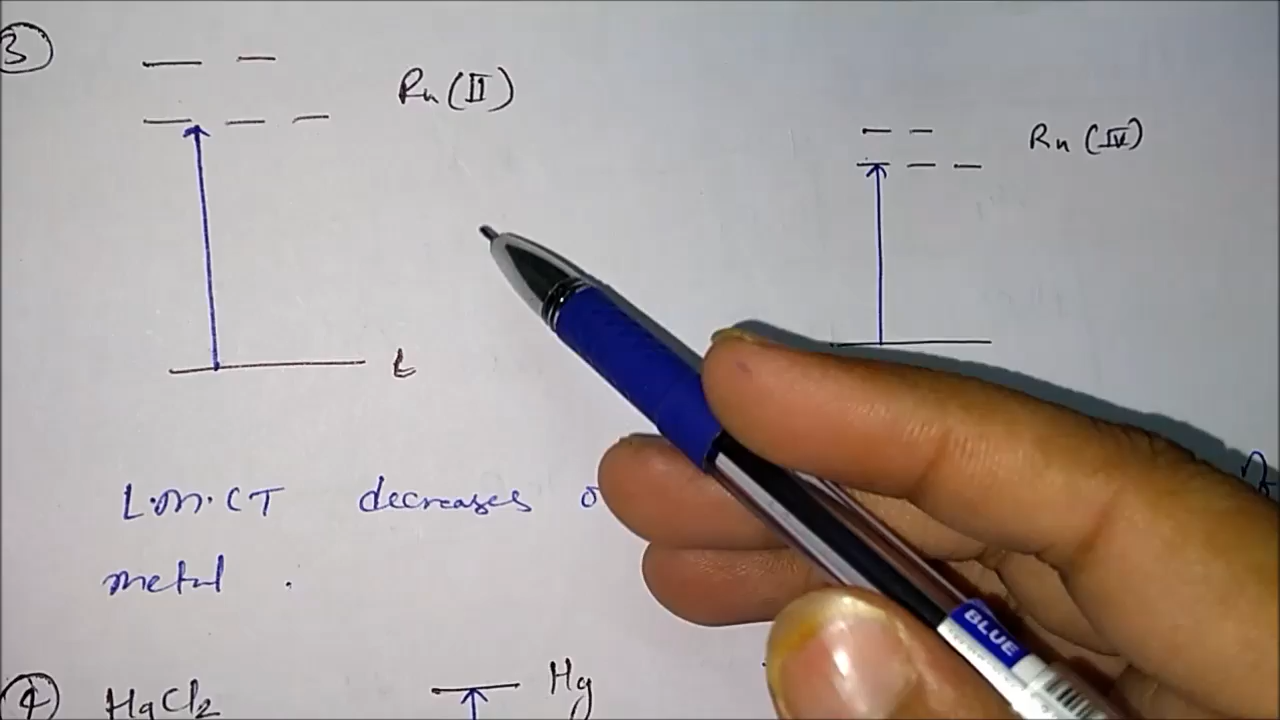 3
Ru (II)
Ru (IV)
L
L.M.CT decreases
metal .
4 HgCl2 Hg
BLUE